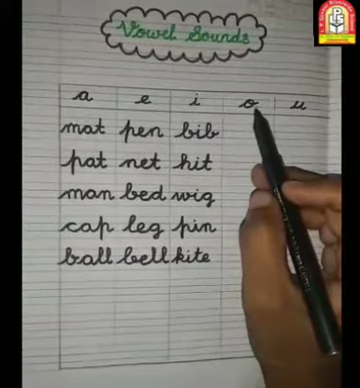 Vowel Sounds
a e i o u
mat pen bib
pat net hit
man bed wig
cap leg pin
ball bell kite